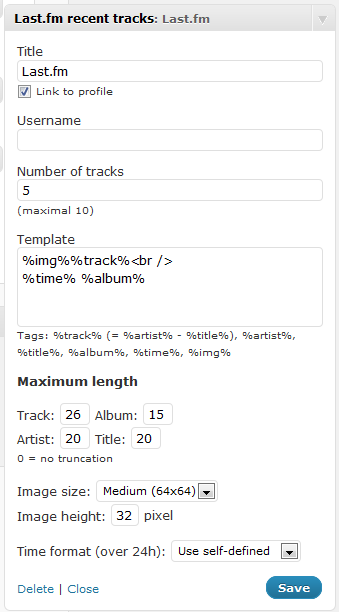 Last.fm recent tracks: Last.fm
Title
Last.fm
Link to profile
Username
Number of tracks
5
(maximal 10)
Template
%img%%track%<br />
%time% %album%
Tags: %track% (= %artist% - %title%), %artist%,
%title%, %album%, %time%, %img%
Maximum length
Track: 26 Album: 15
Artist: 20 Title: 20
0 = no truncation
Image size: Medium (64x64)
Image height: 32 pixel
Time format (over 24h): Use self-defined
Delete | Close Save